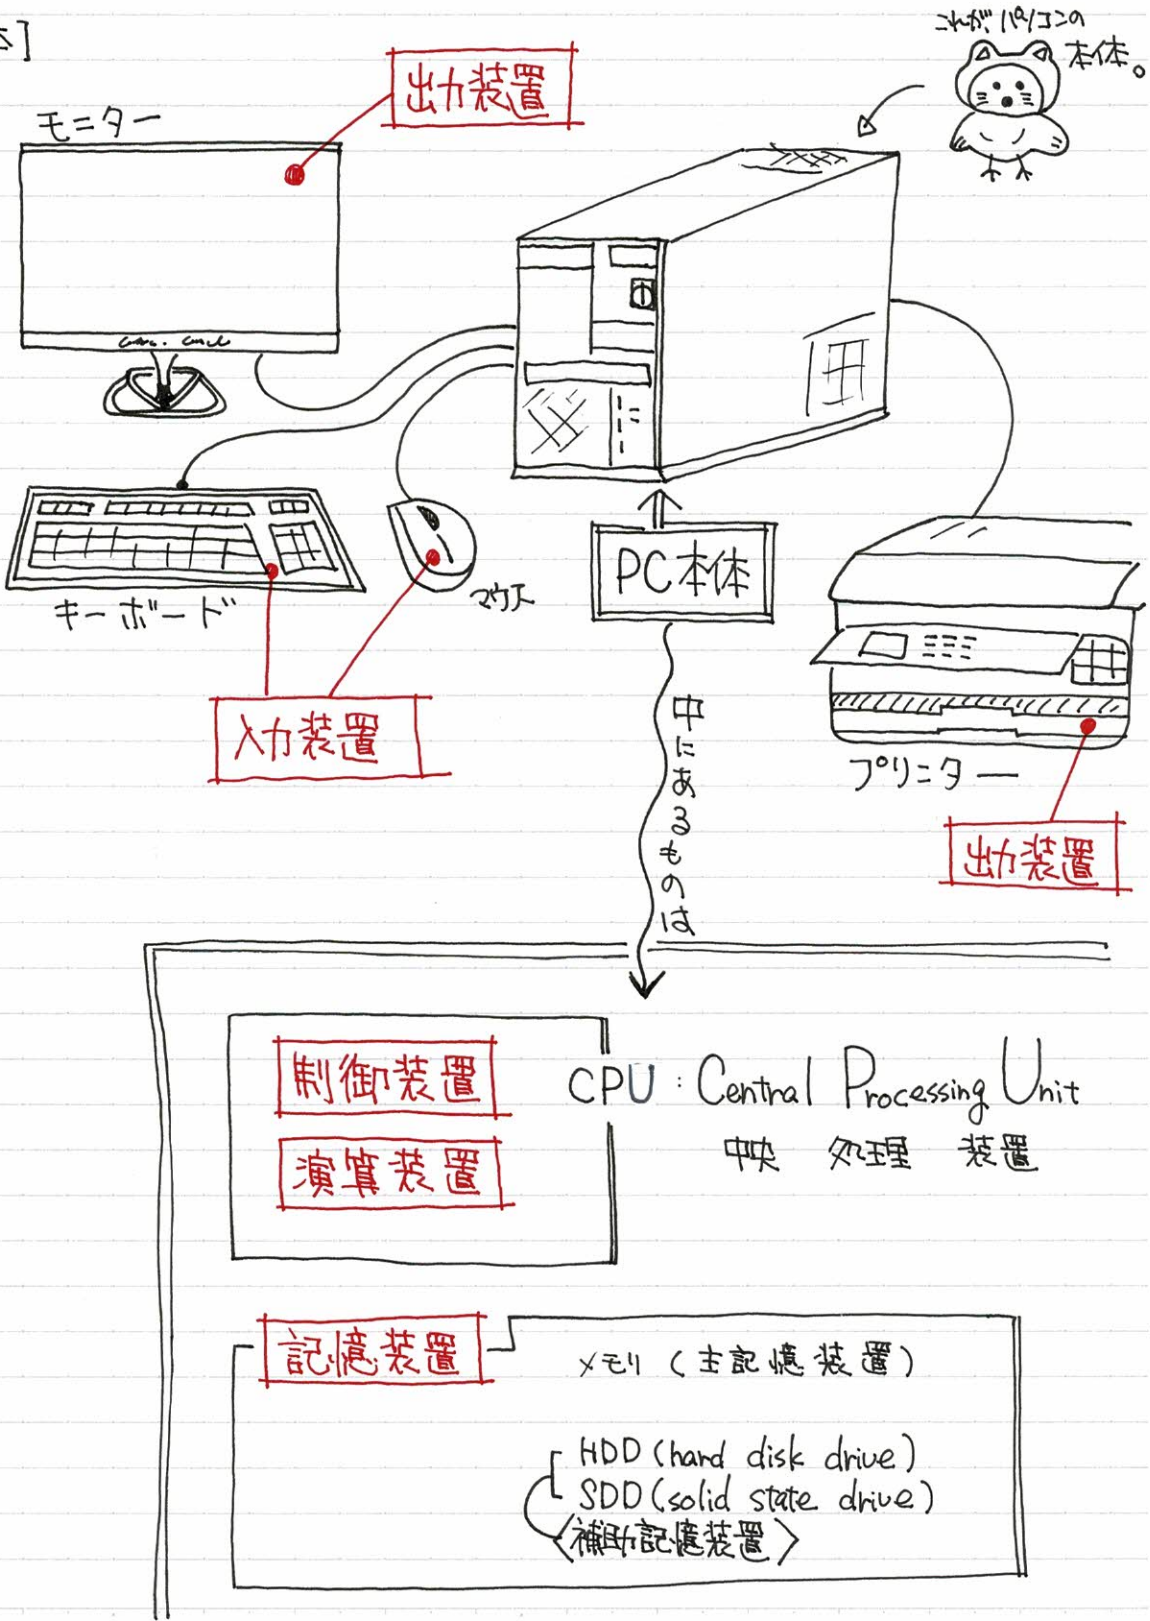 体]
これが、パソコンの
本体。
出力装置
モニター
キーボード
マウス
PC本体
入力装置
中にあるものは
プリンター
出力装置
制御装置
演算装置
CPU : Central Processing Unit
中央 処理 装置
記憶装置
メモリ (主記憶装置)
HDD (hard disk drive)
SDD (solid state drive)
〈補助記憶装置〉